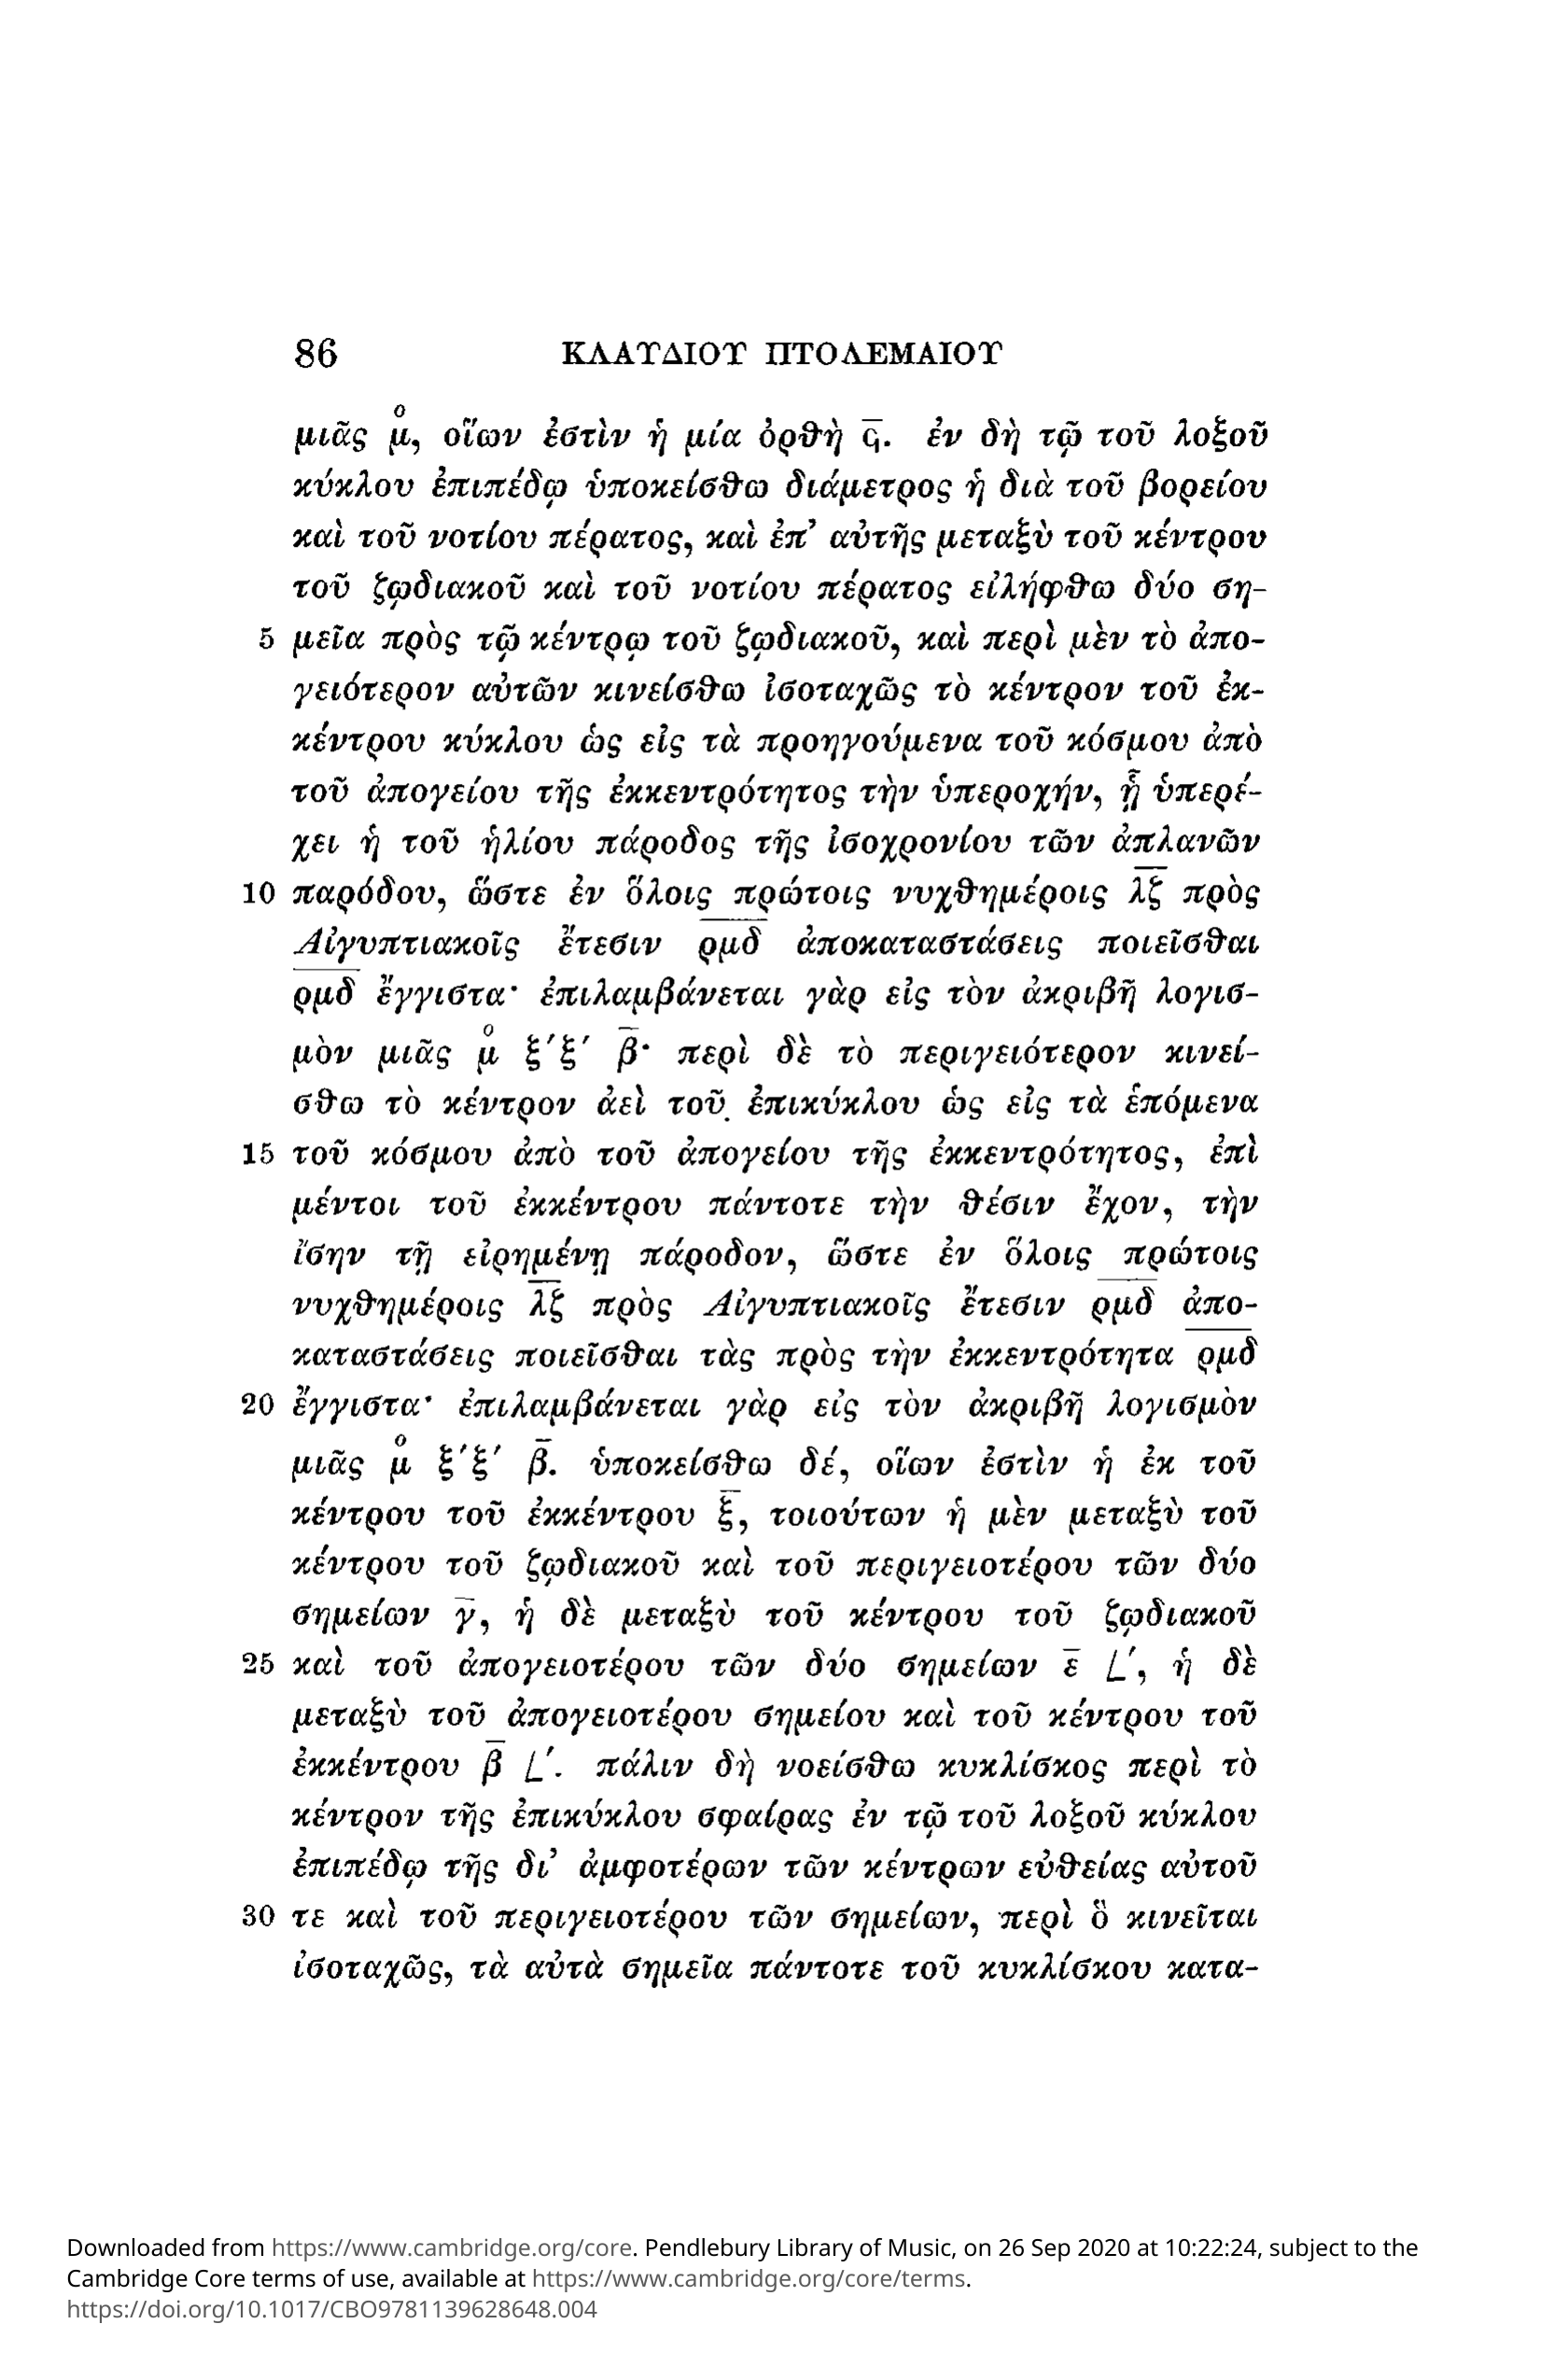 86 ΚΛΑΥΔΙΟΥ ΠΤΟΛΕΜΑΙΟΥ
μιᾶς μ̊, οἵων ἐστὶν ἡ μία ὀρθὴ ϟ̅. ἐν δὴ τῷ τοῦ λοξοῦ
κύκλου ἐπιπέδῳ ὑποκείσθω διάμετρος ἡ διὰ τοῦ βορείου
καὶ τοῦ νοτίου πέρατος, καὶ ἐπ’ αὐτῆς μεταξὺ τοῦ κέντρου
τοῦ ζῳδιακοῦ καὶ τοῦ νοτίου πέρατος εἰλήφθω δύο ση-
5 μεῖα πρὸς τῷ κέντρῳ τοῦ ζῳδιακοῦ, καὶ περὶ μὲν τὸ ἀπο-
γειότερον αὐτῶν κινείσθω ἰσοταχῶς τὸ κέντρον τοῦ ἐκ-
κέντρου κύκλου ὡς εἰς τὰ προηγούμενα τοῦ κόσμου ἀπὸ
τοῦ ἀπογείου τῆς ἐκκεντρότητος τὴν ὑπεροχήν, ᾗ ὑπερέ-
χει ἡ τοῦ ἡλίου πάροδος τῆς ἰσοχρονίου τῶν ἀπλανῶν
10 παρόδου, ὥστε ἐν ὅλοις πρώτοις νυχθημέροις λ̅ζ̅ πρὸς
Αἰγυπτιακοῖς ἔτεσιν ρ̅μ̅δ̅ ἀποκαταστάσεις ποιεῖσθαι
ρ̅μ̅δ̅ ἔγγιστα· ἐπιλαμβάνεται γὰρ εἰς τὸν ἀκριβῆ λογισ-
μὸν μιᾶς μ̊ ξ′ξ′ β̅· περὶ δὲ τὸ περιγειότερον κινεί-
σθω τὸ κέντρον ἀεὶ τοῦ ἐπικύκλου ὡς εἰς τὰ ἑπόμενα
15 τοῦ κόσμου ἀπὸ τοῦ ἀπογείου τῆς ἐκκεντρότητος, ἐπὶ
μέντοι τοῦ ἐκκέντρου πάντοτε τὴν θέσιν ἔχον, τὴν
ἴσην τῇ εἰρημένῃ πάροδον, ὥστε ἐν ὅλοις πρώτοις
νυχθημέροις λ̅ζ̅ πρὸς Αἰγυπτιακοῖς ἔτεσιν ρ̅μ̅δ̅ ἀπο-
καταστάσεις ποιεῖσθαι τὰς πρὸς τὴν ἐκκεντρότητα ρ̅μ̅δ̅
20 ἔγγιστα· ἐπιλαμβάνεται γὰρ εἰς τὸν ἀκριβῆ λογισμὸν
μιᾶς μ̊ ξ′ξ′ β̅. ὑποκείσθω δέ, οἵων ἐστὶν ἡ ἐκ τοῦ
κέντρου τοῦ ἐκκέντρου ξ̅, τοιούτων ἡ μὲν μεταξὺ τοῦ
κέντρου τοῦ ζῳδιακοῦ καὶ τοῦ περιγειοτέρου τῶν δύο
σημείων γ̅, ἡ δὲ μεταξὺ τοῦ κέντρου τοῦ ζῳδιακοῦ
25 καὶ τοῦ ἀπογειοτέρου τῶν δύο σημείων ε̅ 𐅵′, ἡ δὲ
μεταξὺ τοῦ ἀπογειοτέρου σημείου καὶ τοῦ κέντρου τοῦ
ἐκκέντρου β̅ 𐅵′. πάλιν δὴ νοείσθω κυκλίσκος περὶ τὸ
κέντρον τῆς ἐπικύκλου σφαίρας ἐν τῷ τοῦ λοξοῦ κύκλου
ἐπιπέδῳ τῆς δι’ ἀμφοτέρων τῶν κέντρων εὐθείας αὐτοῦ
30 τε καὶ τοῦ περιγειοτέρου τῶν σημείων, περὶ ὃ κινεῖται
ἰσοταχῶς, τὰ αὐτὰ σημεῖα πάντοτε τοῦ κυκλίσκου κατα-
Downloaded from https://www.cambridge.org/core. Pendlebury Library of Music, on 26 Sep 2020 at 10:22:24, subject to the
Cambridge Core terms of use, available at https://www.cambridge.org/core/terms.
https://doi.org/10.1017/CBO9781139628648.004